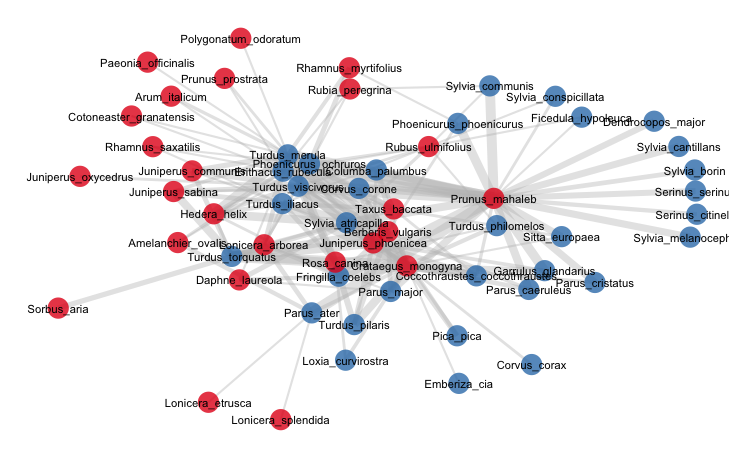 Polygonatum_odoratum
Paeonia_officinalis
Rhamnus_myrtifolius
Prunus_prostrata
Sylvia_communis
Rubia_peregrina
Arum_italicum
Sylvia_conspicillata
Cotoneaster_granatensis
Ficedula_hypoleuca
Dendrocopos_major
Phoenicurus_phoenicurus
Rhamnus_saxatilis
Rubus_ulmifolius
Sylvia_cantillans
Turdus_merula
Phoenicurus_ochruros
Juniperus_communis
Erithacus_rubecula
Columba_palumbus
Sylvia_borin
Juniperus_oxycedrus
Turdus_viscivorus
Corvus_corone
Juniperus_sabina
Serinus_serinu
Prunus_mahaleb
Turdus_iliacus
Taxus_baccata
Hedera_helix
Serinus_citinel
Sylvia_atricapilla
Turdus_philomelos
Berberis_vulgaris
Sitta_europaea
Sylvia_melanoceph
Amelanchier_ovalis
Lonicera_arborea
Juniperus_phoenicea
Turdus_torquatus
Rosa_canina
Crataegus_monogyna
Garrulus_glandarius
Daphne_laureola
Fringilla_coelebs
Coccothraustes_coccothraustes
Parus_cristatus
Parus_major
Parus_caeruleus
Sorbus_aria
Parus_ater
Turdus_pilaris
Pica_pica
Loxia_curvirostra
Corvus_corax
Emberiza_cia
Lonicera_etrusca
Lonicera_splendida